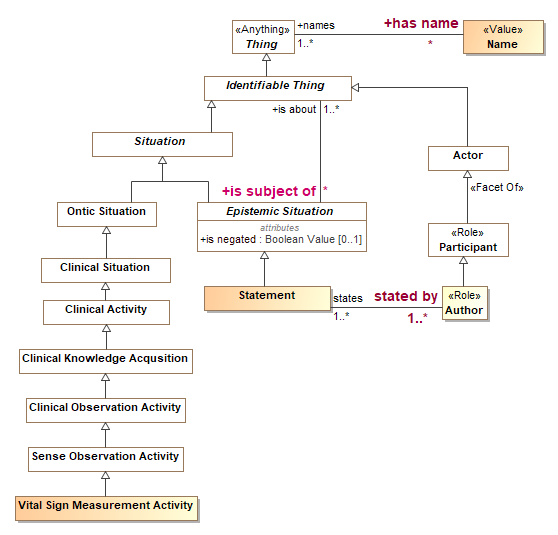 «Anything»
Thing
+names
1..*
+has name
*
«Value»
Name
Identifiable Thing
+is about
1..*
Situation
Actor
+is subject of
*
«Facet Of»
Ontic Situation
Epistemic Situation
attributes
+is negated : Boolean Value [0..1]
«Role»
Participant
Clinical Situation
Statement
states
1..*
stated by
1..*
«Role»
Author
Clinical Activity
Clinical Knowledge Acqusition
Clinical Observation Activity
Sense Observation Activity
Vital Sign Measurement Activity